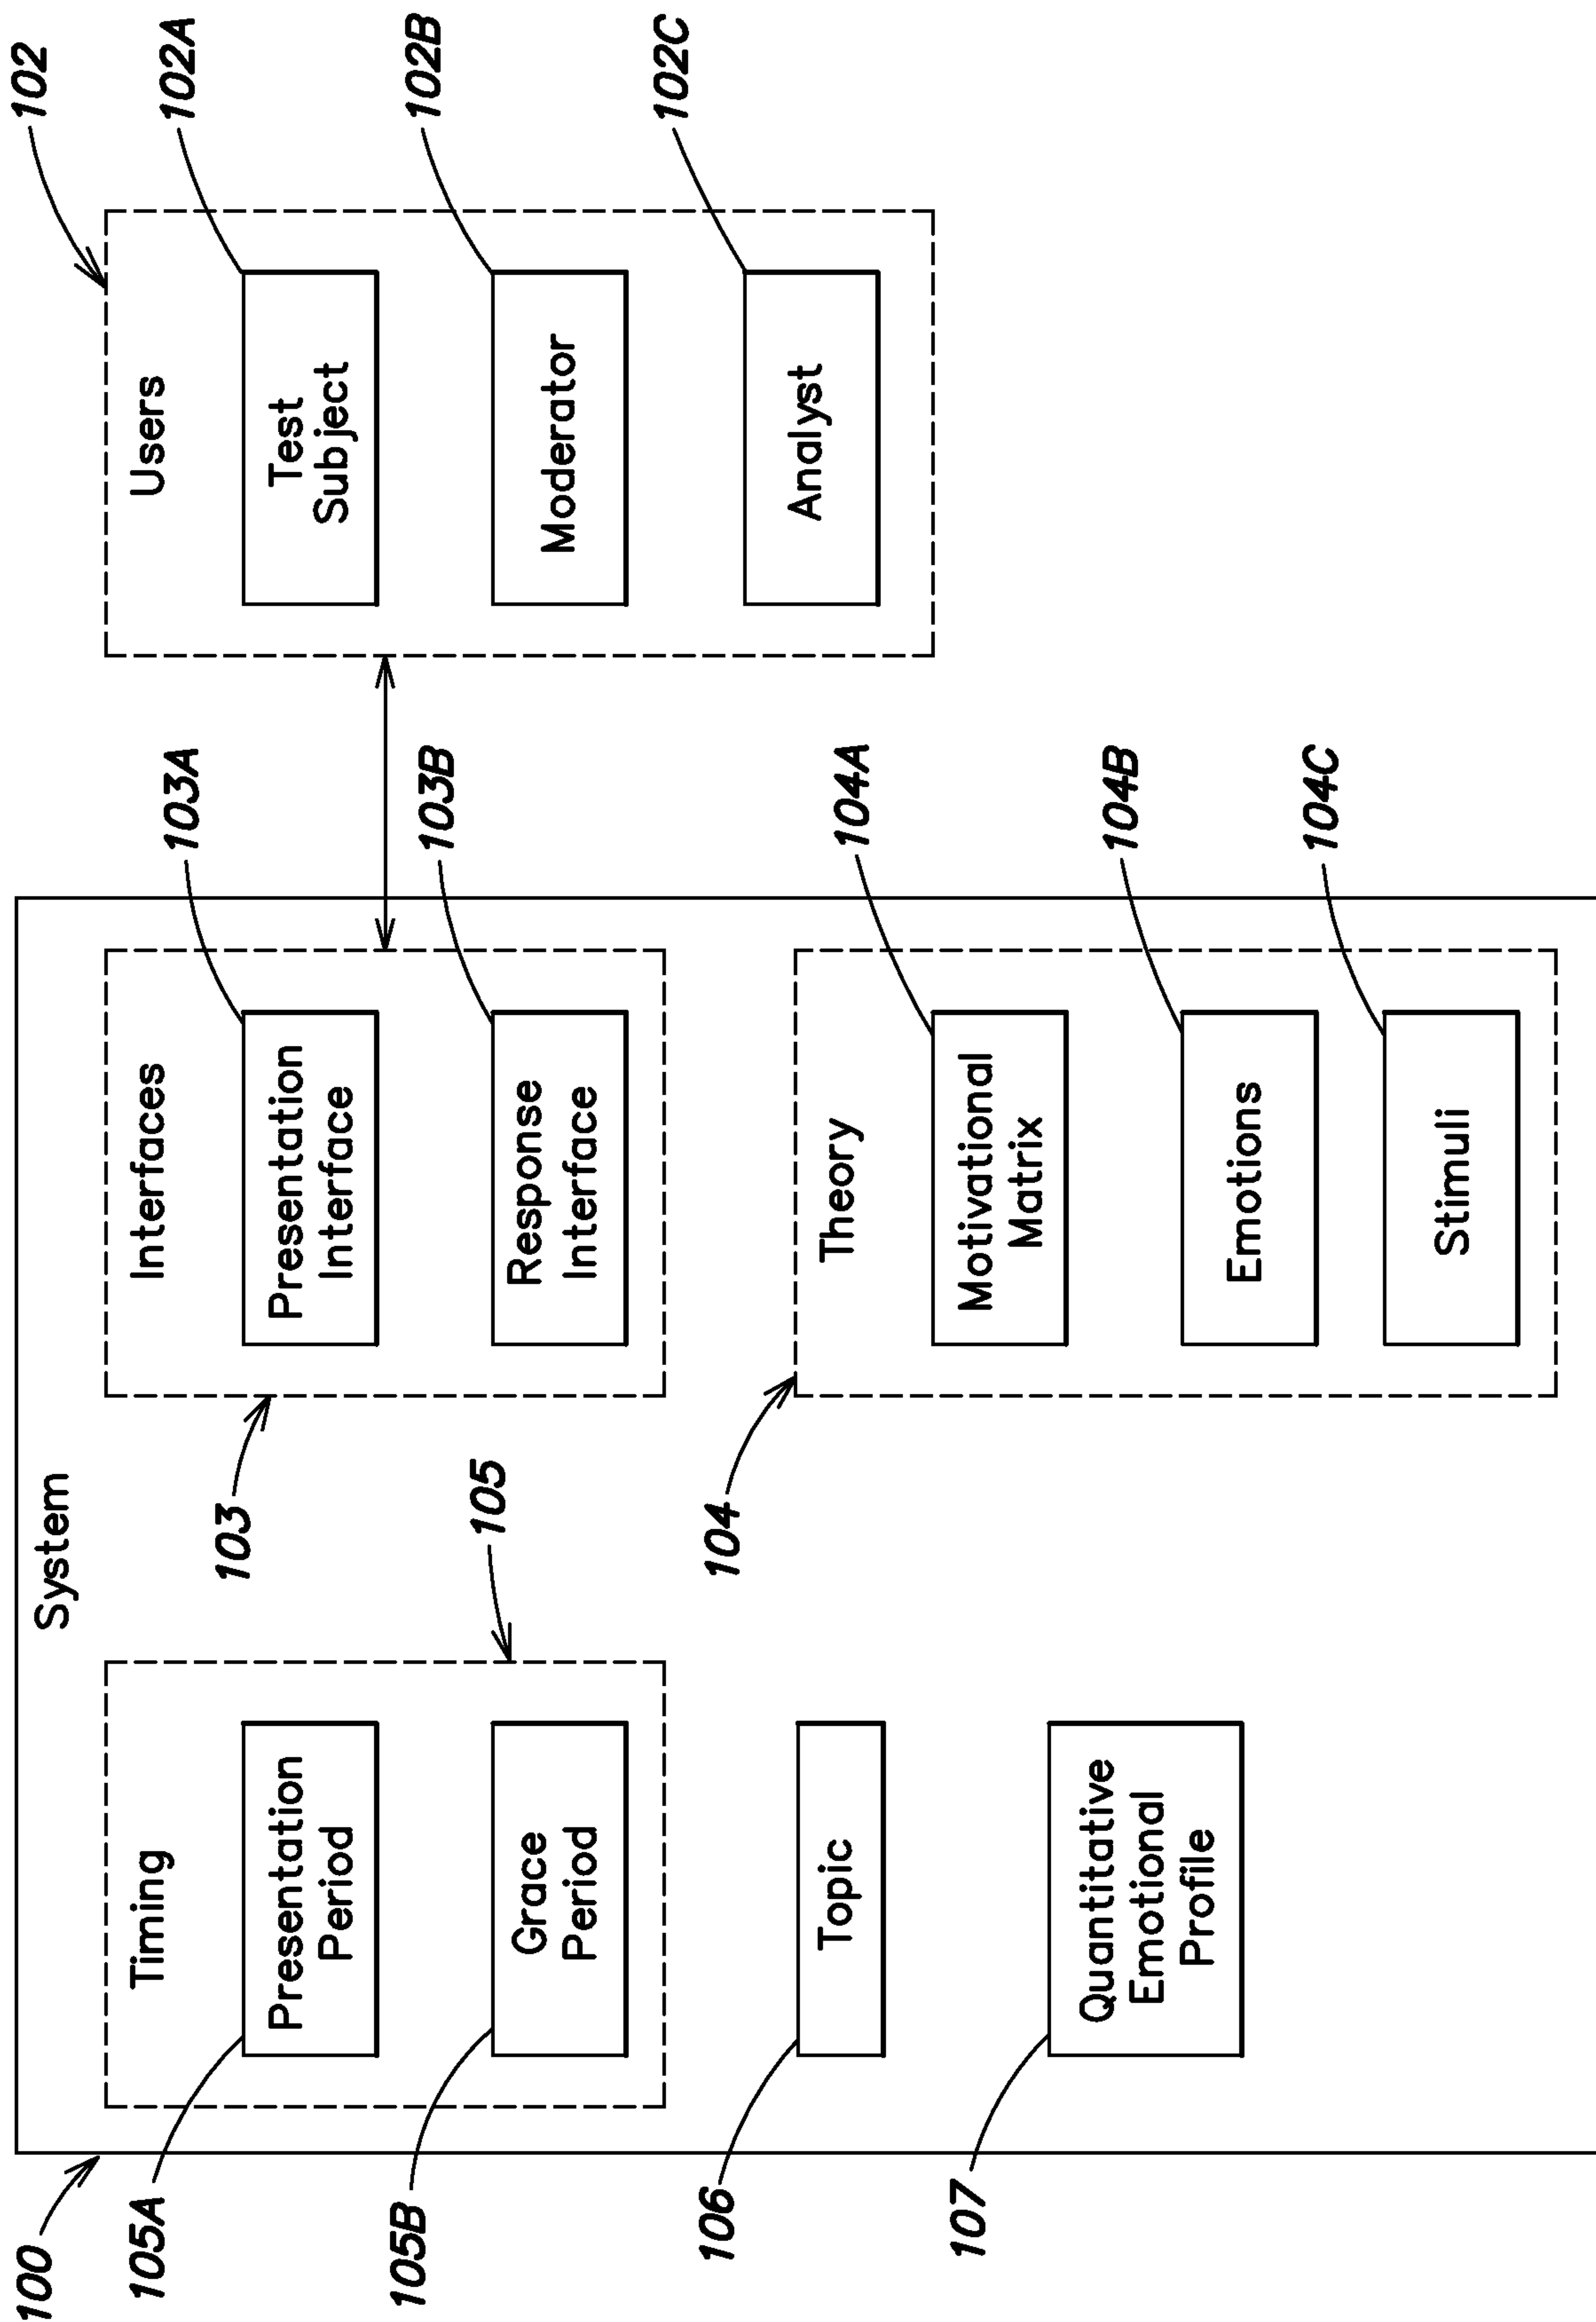 100
System
105A
Timing
Presentation
Period
105B
Grace
Period
105
106
Topic
107
Quantitative
Emotional
Profile
103
Interfaces
103A
Presentation
Interface
103B
Response
Interface
104
Theory
104A
Motivational
Matrix
104B
Emotions
104C
Stimuli
102
Users
102A
Test
Subject
102B
Moderator
102C
Analyst